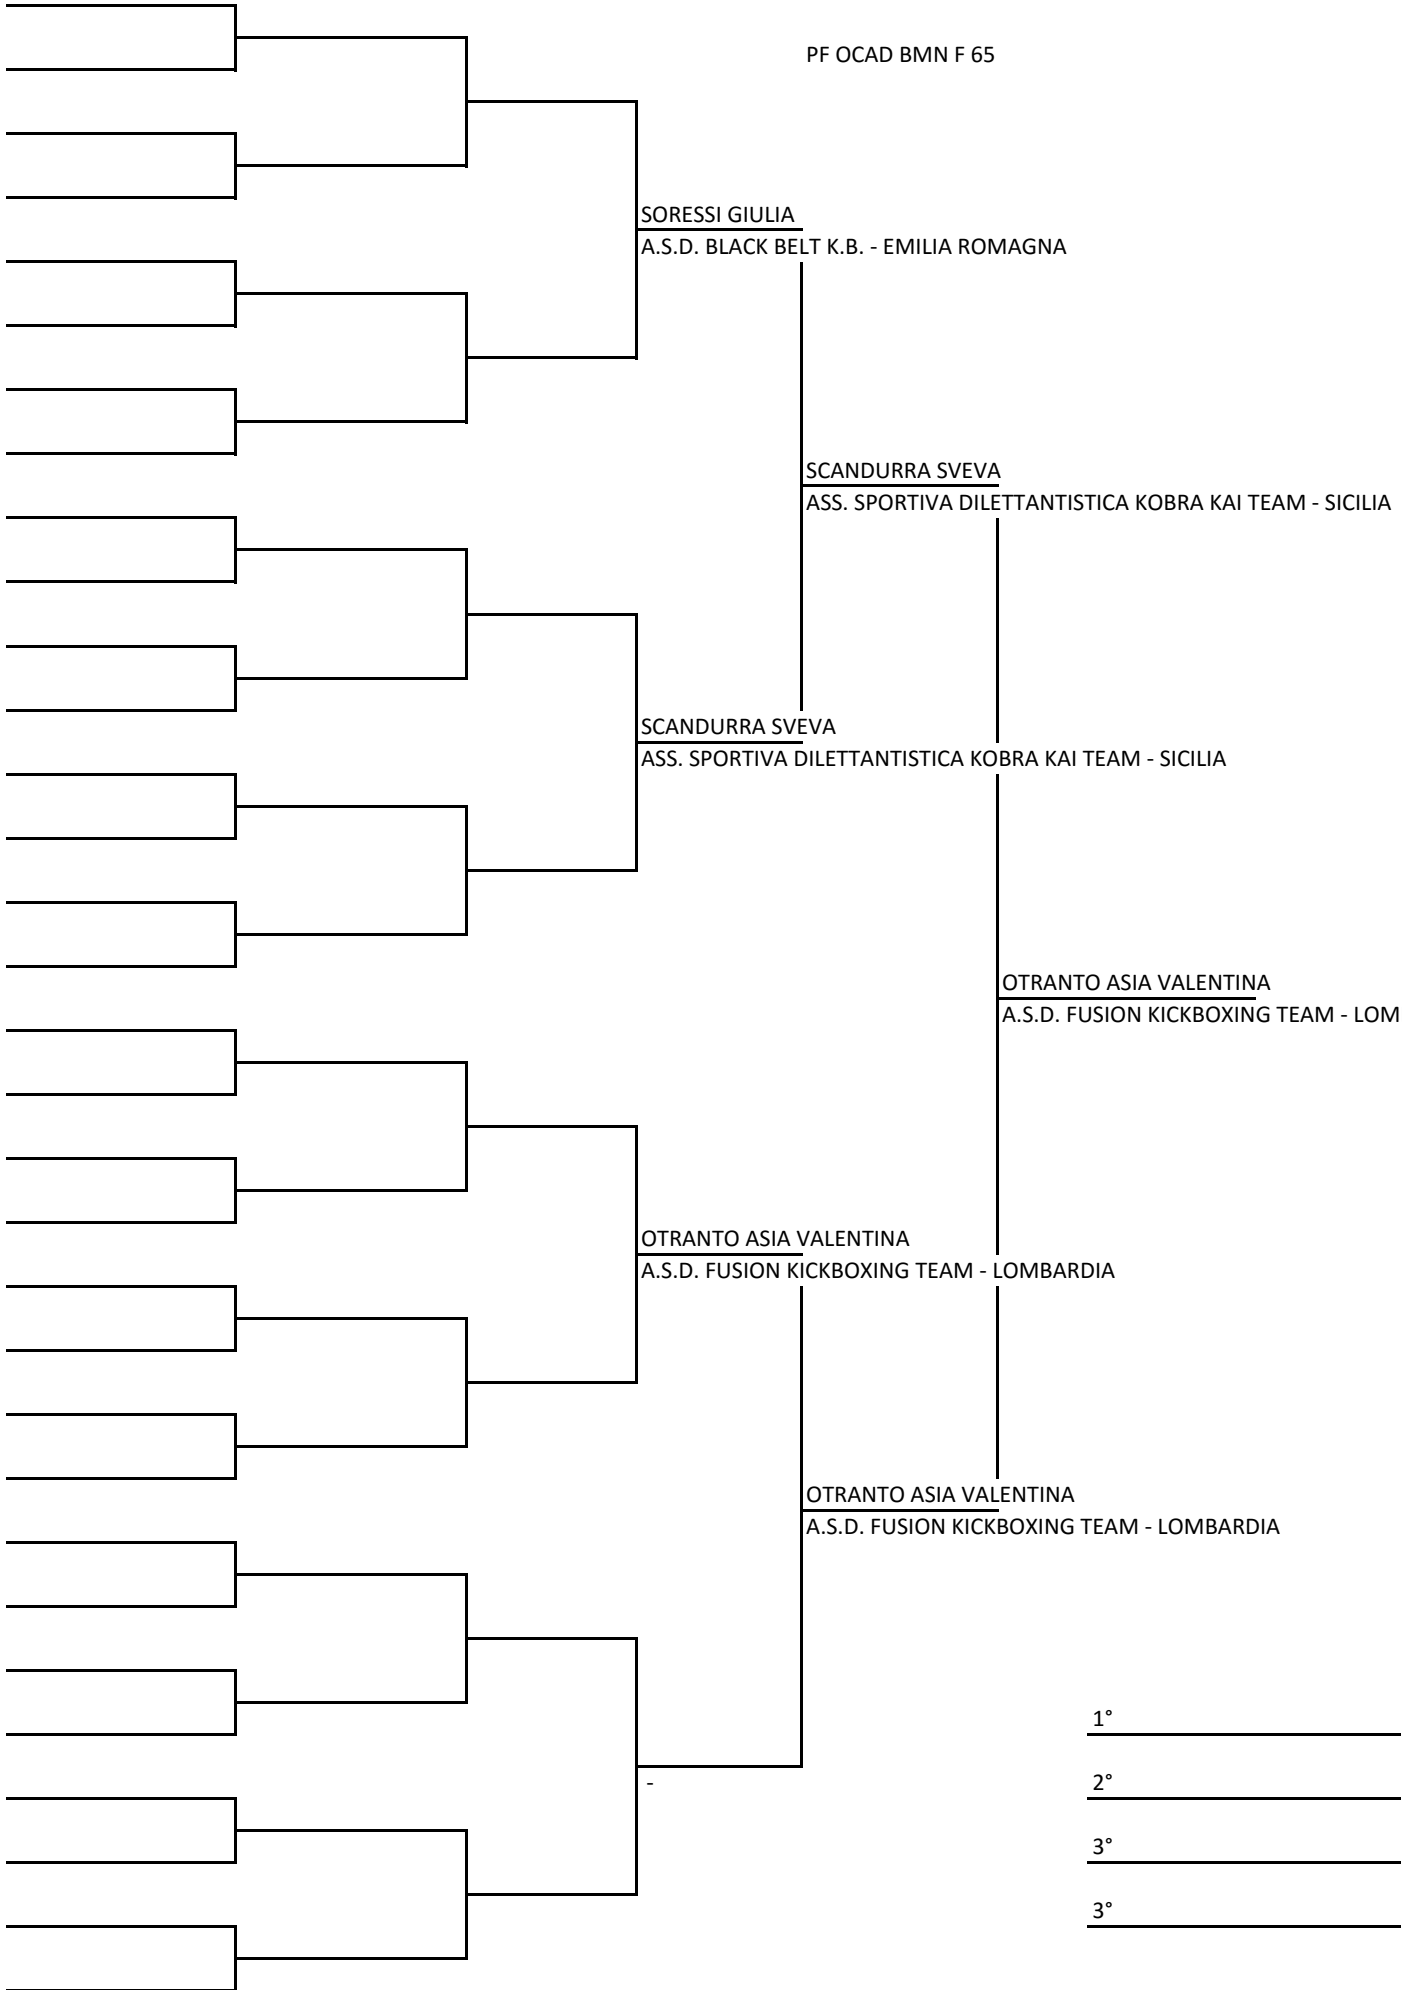 PF OCAD BMN F 65
SORESSI GIULIA
A.S.D. BLACK BELT K.B. - EMILIA ROMAGNA
SCANDURRA SVEVA
ASS. SPORTIVA DILETTANTISTICA KOBRA KAI TEAM - SICILIA
SCANDURRA SVEVA
ASS. SPORTIVA DILETTANTISTICA KOBRA KAI TEAM - SICILIA
OTRANTO ASIA VALENTINA
A.S.D. FUSION KICKBOXING TEAM - LOM
OTRANTO ASIA VALENTINA
A.S.D. FUSION KICKBOXING TEAM - LOMBARDIA
OTRANTO ASIA VALENTINA
A.S.D. FUSION KICKBOXING TEAM - LOMBARDIA
1°
-
2°
3°
3°